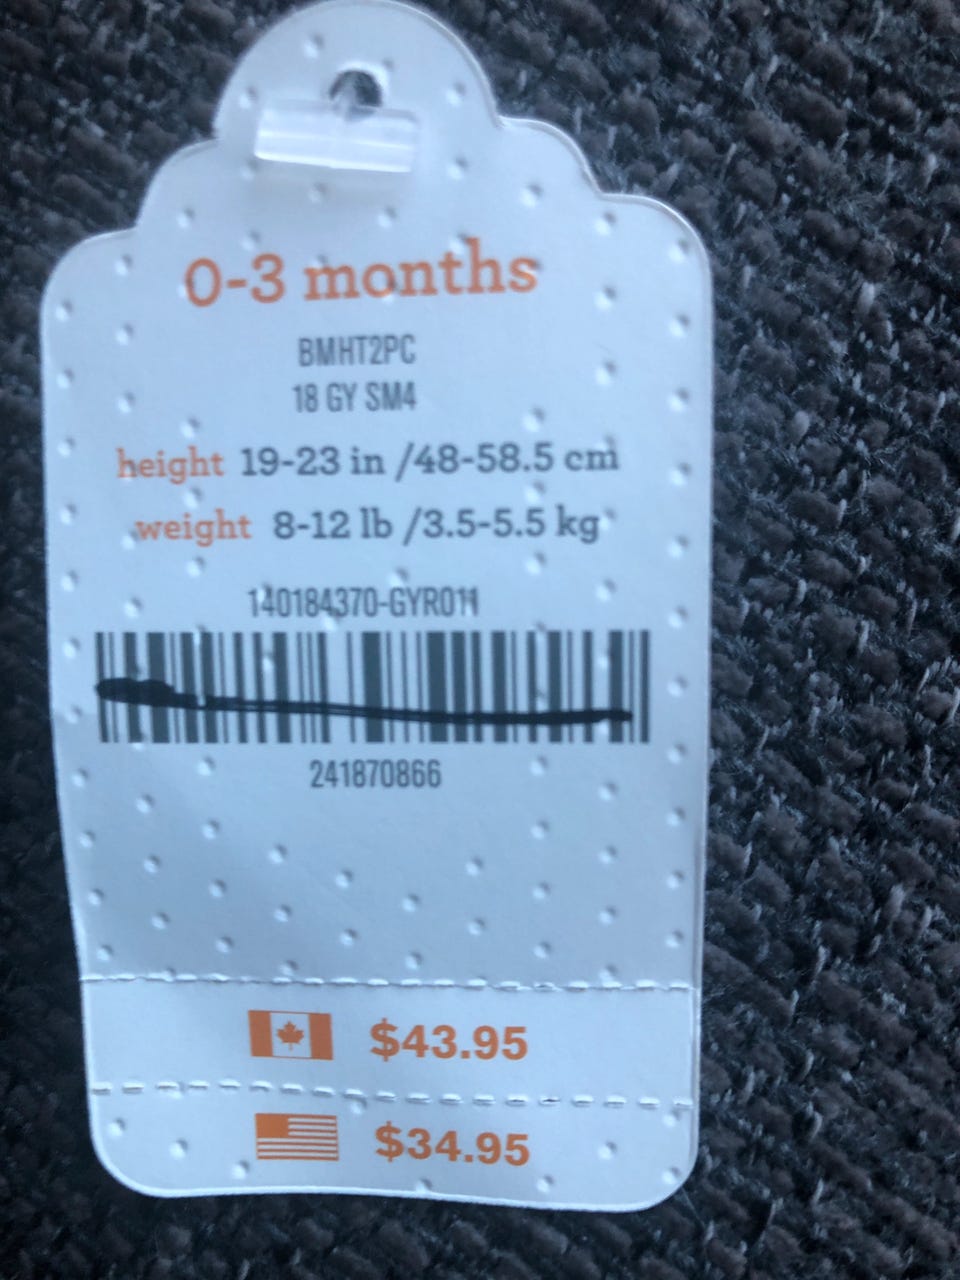 0-3 months
BMHT2PC
18 GY SM4
height 19-23 in /48-58.5 cm
weight 8-12 lb /3.5-5.5 kg
140184370-GYR011
241870866
$43.95
$34.95